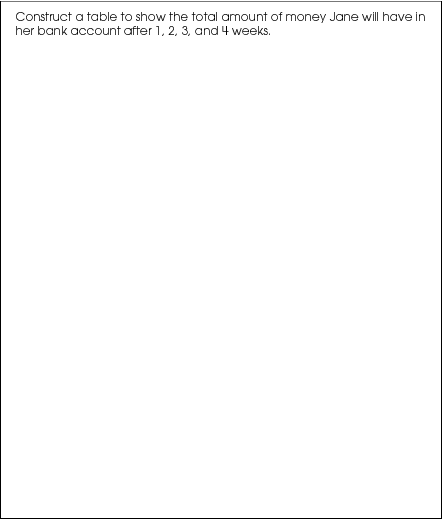 Construct a table to show the total amount of money Jane will have in
her bank account after 1, 2, 3, and 4 weeks.